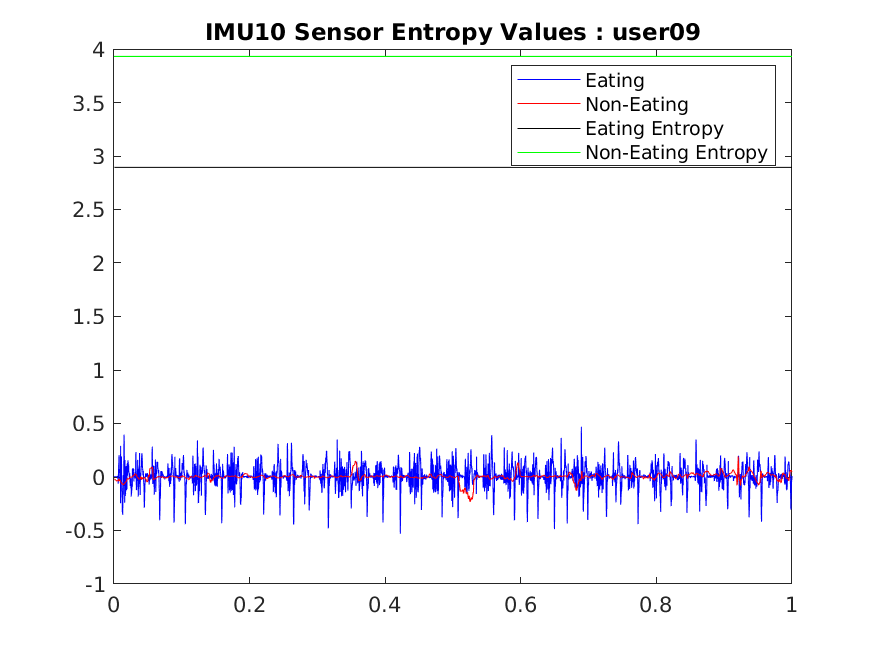 IMU10 Sensor Entropy Values : user09
4
3.5
3
2.5
2
1.5
1
0.5
0
-0.5
-1
Eating
Non-Eating
Eating Entropy
Non-Eating Entropy
0 0.2 0.4 0.6 0.8 1